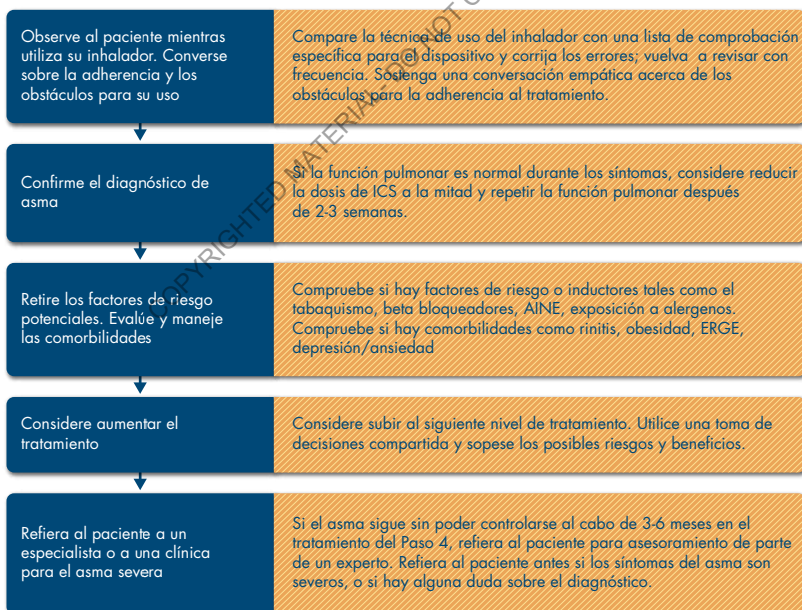 Observe al paciente mientras
utiliza su inhalador. Converse
sobre la adherencia y los
obstáculos para su uso
Compare la técnica de uso del inhalador con una lista de comprobación
específica para el dispositivo y corrija los errores; vuelva a revisar con
frecuencia. Sostenga una conversación empática acerca de los
obstáculos para la adherencia al tratamiento.
Confirme el diagnóstico de
asma
Si la función pulmonar es normal durante los síntomas, considere reducir
la dosis de ICS a la mitad y repetir la función pulmonar después
de 2-3 semanas.
Retire los factores de riesgo
potenciales. Evalúe y maneje
las comorbilidades
Compruebe si hay factores de riesgo o inductores tales como el
tabaquismo, beta bloqueadores, AINE, exposición a alergenos.
Compruebe si hay comorbilidades como rinitis, obesidad, ERGE,
depresión/ansiedad
Considere aumentar el
tratamiento
Considere subir al siguiente nivel de tratamiento. Utilice una toma de
decisiones compartida y sopese los posibles riesgos y beneficios.
Refiera al paciente a un
especialista o a una clínica
para el asma severa
Si el asma sigue sin poder controlarse al cabo de 3-6 meses en el
tratamiento del Paso 4, refiera al paciente para asesoramiento de parte
de un experto. Refiera al paciente antes si los síntomas del asma son
severos, o si hay alguna duda sobre el diagnóstico.
COPYRIGHTED MATERIAL- DO NOT